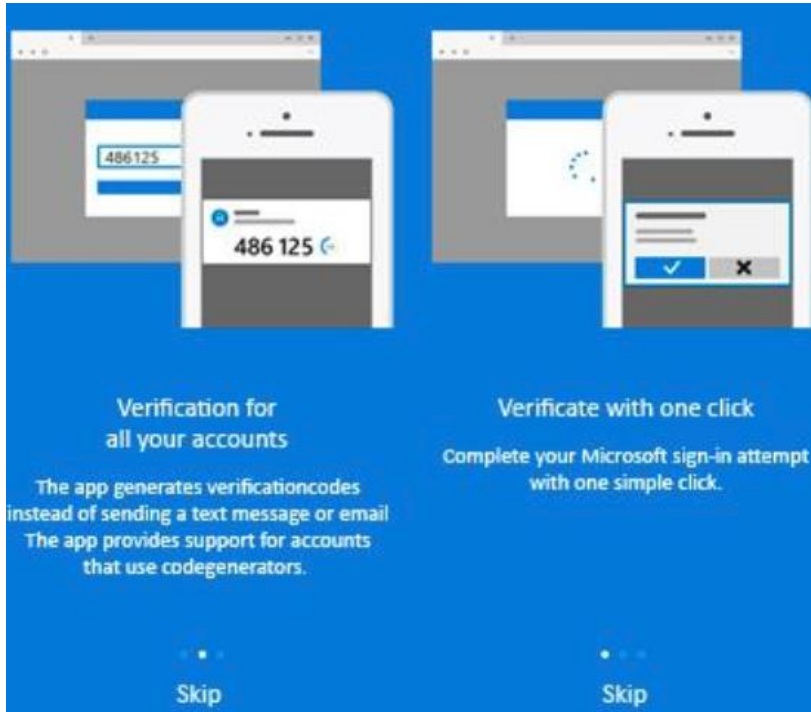 486125
486 125
Verification for
all your accounts
The app generates verificationcodes
instead of sending a text message or email
The app provides support for accounts
that use codegenerators.
Skip
Verificate with one click
Complete your Microsoft sign-in attempt
with one simple click.
Skip